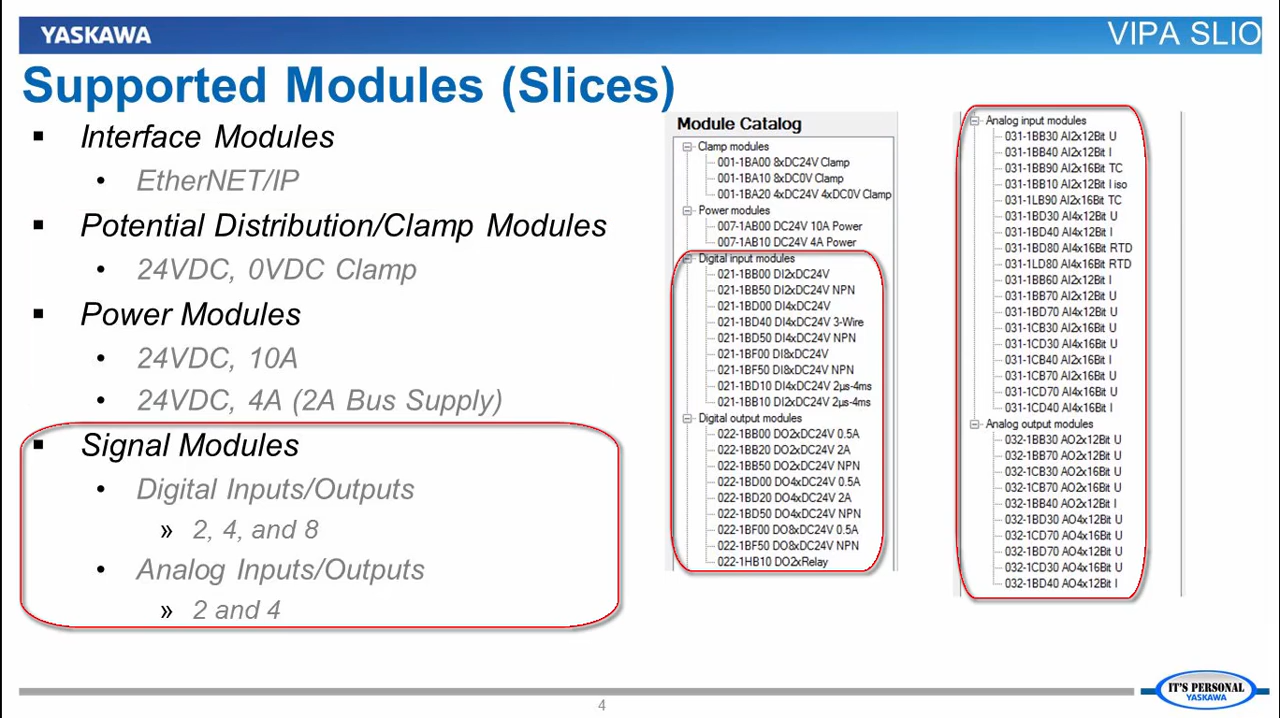 YASKAWA
VIPA SLIO
Supported Modules (Slices)
▪ Interface Modules
• EtherNET/IP
▪ Potential Distribution/Clamp Modules
• 24VDC, 0VDC Clamp
▪ Power Modules
• 24VDC, 10A
• 24VDC, 4A (2A Bus Supply)
▪ Signal Modules
• Digital Inputs/Outputs
» 2, 4, and 8
• Analog Inputs/Outputs
» 2 and 4
Module Catalog
Clamp modules
001-1BA00 8xDC24V Clamp
001-1BA10 8xDC0V Clamp
001-1BA20 4xDC24V 4xDC0V Clamp
Power modules
007-1AB00 DC24V 10A Power
007-1AB10 DC24V 4A Power
Digital input modules
021-1BB00 DI2xDC24V
021-1BB50 DI2xDC24V NPN
021-1BD00 DI4xDC24V
021-1BD40 DI4xDC24V 3-Wire
021-1BD50 DI4xDC24V NPN
021-1BF00 DI8xDC24V
021-1BF50 DI8xDC24V NPN
021-1BD10 DI4xDC24V 2µs-4ms
021-1BB10 DI2xDC24V 2µs-4ms
Digital output modules
022-1BB00 DO2xDC24V 0.5A
022-1BB20 DO2xDC24V 2A
022-1BB50 DO2xDC24V NPN
022-1BD00 DO4xDC24V 0.5A
022-1BD20 DO4xDC24V 2A
022-1BD50 DO4xDC24V NPN
022-1BF00 DO8xDC24V 0.5A
022-1BF50 DO8xDC24V NPN
022-1HB10 DO2xRelay
Analog input modules
031-1BB30 AI2x12Bit U
031-1BB40 AI2x12Bit I
031-1BB90 AI2x16Bit TC
031-1BB10 AI2x12Bit I iso
031-1LB90 AI2x16Bit TC
031-1BD30 AI4x12Bit U
031-1BD40 AI4x12Bit I
031-1BD80 AI4x16Bit RTD
031-1LD80 AI4x16Bit RTD
031-1BB60 AI2x12Bit I
031-1BB70 AI2x12Bit U
031-1BD70 AI4x12Bit U
031-1CB30 AI2x16Bit U
031-1CD30 AI4x16Bit U
031-1CB40 AI2x16Bit I
031-1CB70 AI2x16Bit U
031-1CD70 AI4x16Bit U
031-1CD40 AI4x16Bit I
Analog output modules
032-1BB30 AO2x12Bit U
032-1BB70 AO2x12Bit U
032-1CB30 AO2x16Bit U
032-1CB70 AO2x16Bit U
032-1BB40 AO2x12Bit I
032-1BD30 AO4x12Bit U
032-1CD70 AO4x16Bit U
032-1BD70 AO4x12Bit U
032-1CD30 AO4x16Bit U
032-1BD40 AO4x12Bit I
4
IT'S PERSONAL
YASKAWA